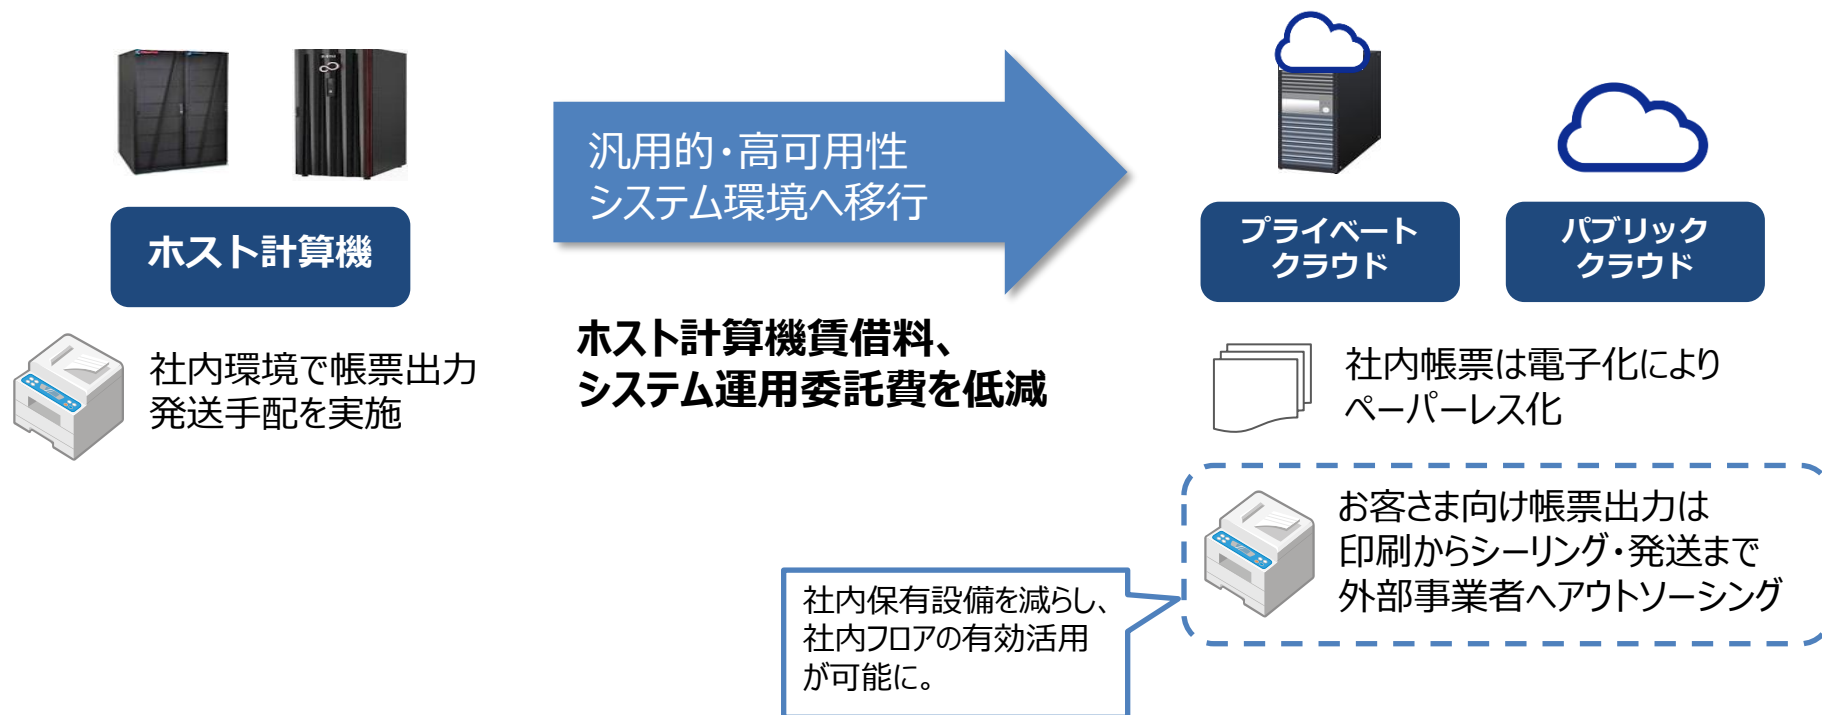 ホスト計算機
社内環境で帳票出力
発送手配を実施
汎用的・高可用性
システム環境へ移行
ホスト計算機賃借料、
システム運用委託費を低減
プライベート
クラウド
パブリック
クラウド
社内帳票は電子化により
ペーパーレス化
お客さま向け帳票出力は
印刷からシーリング・発送まで
外部事業者へアウトソーシング
社内保有設備を減らし、
社内フロアの有効活用
が可能に。